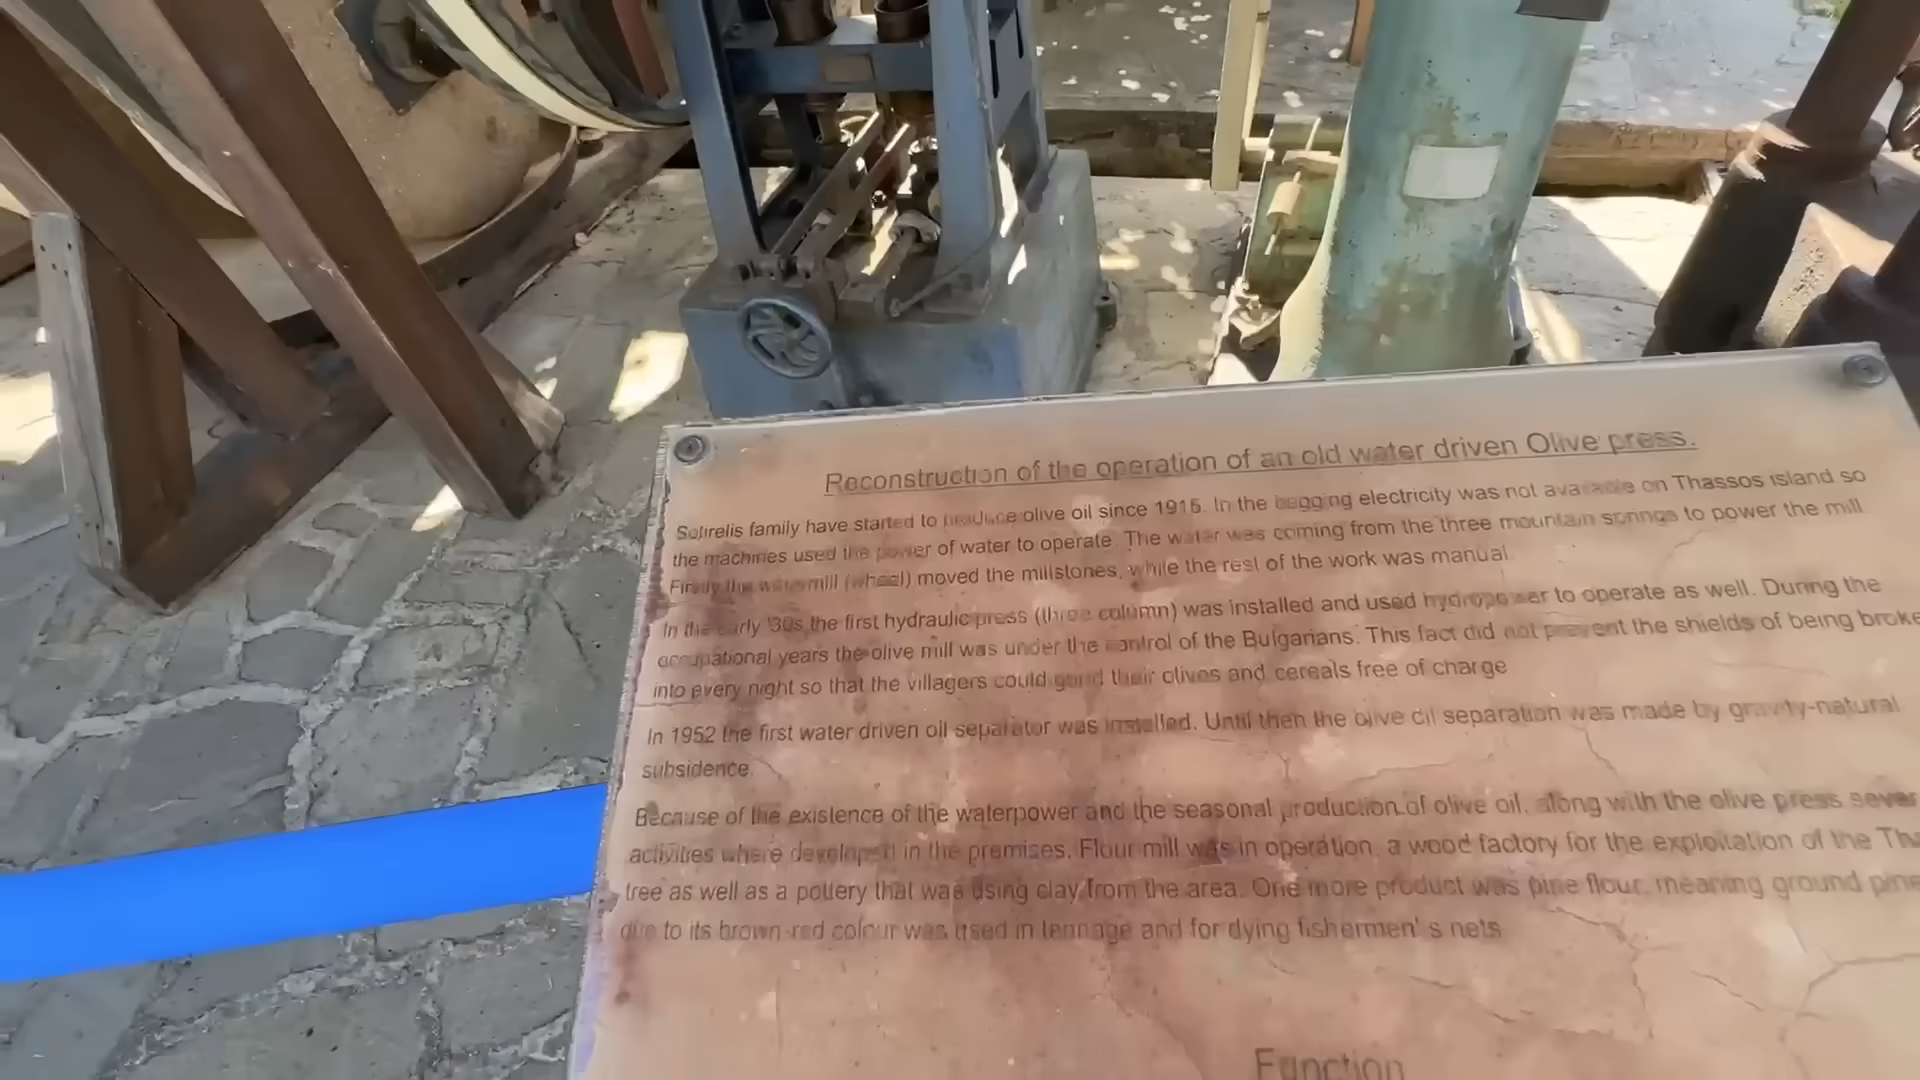 Reconstruction of the operation of an old water driven Olive press.
Sotirelis family have started to produce olive oil since 1915. In the begging electricity was not available on Thassos island so
the machines used the power of water to operate. The water was coming from the three mountain springs to power the mill
Firstly the watermill (wheel) moved the millstones, while the rest of the work was manual.
In the early '30s the first hydraulic press (three column) was installed and used hydropower to operate as well. During the
occupational years the olive mill was under the control of the Bulgarians. This fact did not prevent the shields of being broke
into every night so that the villagers could their olives and cereals free of charge
In 1952 the first water driven oil separator was installed. Until then the olive oil separation was made by gravity-natural
subsidence.
Because of the existence of the waterpower and the seasonal production of olive oil, along with the olive press sever
activities where developed in the premises. Flour mill was in operation, a wood factory for the exploitation of the
tree as well as a pottery that was using clay from the area. One more product was pine flour, meaning ground pine
due to its brown-red colour was used in tannage and for dying fishermen's nets
Function